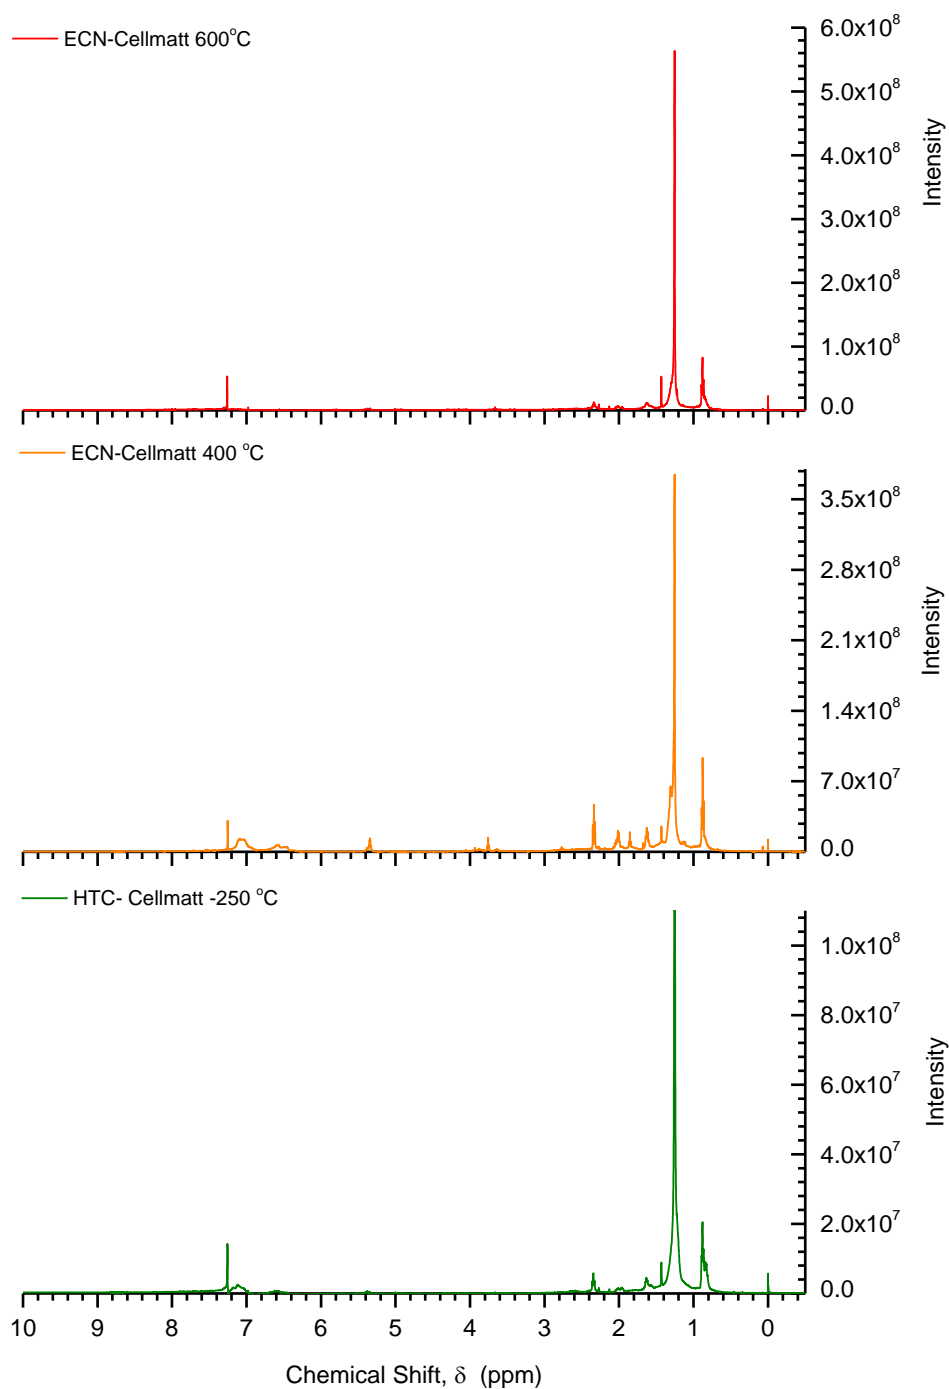 ECN-Cellmatt 600°C
6.0x10⁸
5.0x10⁸
4.0x10⁸
3.0x10⁸
2.0x10⁸
1.0x10⁸
0.0
Intensity
ECN-Cellmatt 400 °C
3.5x10⁸
2.8x10⁸
2.1x10⁸
1.4x10⁸
7.0x10⁷
0.0
Intensity
HTC- Cellmatt -250 °C
1.0x10⁸
8.0x10⁷
6.0x10⁷
4.0x10⁷
2.0x10⁷
0.0
Intensity
10 9 8 7 6 5 4 3 2 1 0
Chemical Shift, δ (ppm)